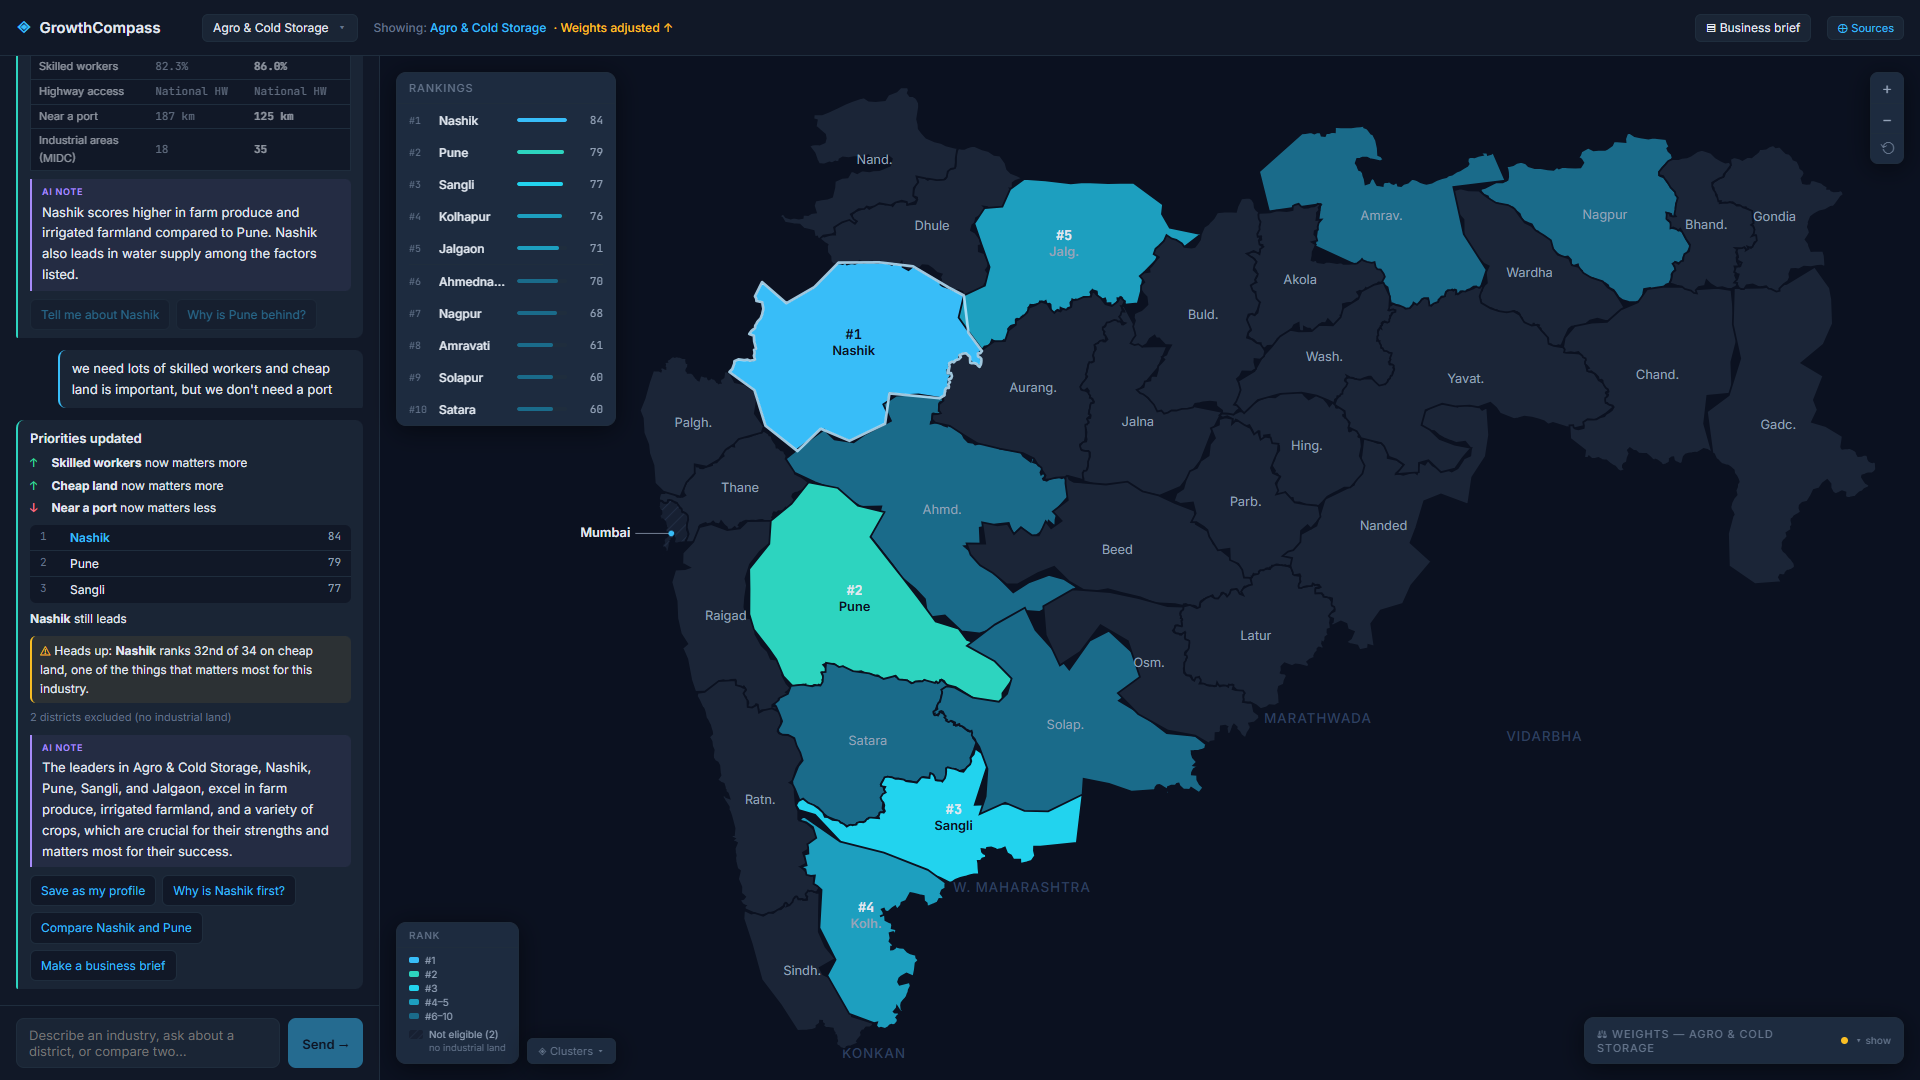 GrowthCompass
Agro & Cold Storage
Showing: Agro & Cold Storage · Weights adjusted ↑
Business brief
Sources
Skilled workers 82.3% 86.0%
Highway access National HW National HW
Near a port 187 km 125 km
Industrial areas (MIDC) 18 35
AI NOTE
Nashik scores higher in farm produce and
irrigated farmland compared to Pune. Nashik
also leads in water supply among the factors
listed.
Tell me about Nashik
Why is Pune behind?
we need lots of skilled workers and cheap
land is important, but we don't need a port
Priorities updated
↑ Skilled workers now matters more
↑ Cheap land now matters more
↓ Near a port now matters less
1 Nashik 84
2 Pune 79
3 Sangli 77
Nashik still leads
⚠ Heads up: Nashik ranks 32nd of 34 on cheap
land, one of the things that matters most for this
industry.
2 districts excluded (no industrial land)
AI NOTE
The leaders in Agro & Cold Storage, Nashik,
Pune, Sangli, and Jalgaon, excel in farm
produce, irrigated farmland, and a variety of
crops, which are crucial for their strengths and
matters most for their success.
Save as my profile
Why is Nashik first?
Compare Nashik and Pune
Make a business brief
Describe an industry, ask about a
district, or compare two...
Send →
RANKINGS
#1 Nashik 84
#2 Pune 79
#3 Sangli 77
#4 Kolhapur 76
#5 Jalgaon 71
#6 Ahmedna... 70
#7 Nagpur 68
#8 Amravati 61
#9 Solapur 60
#10 Satara 60
Nand.
Dhule
#5
Jalg.
Amrav.
Nagpur
Bhand.
Gondia
Akola
Wardha
Buld.
#1
Nashik
Wash.
Yavat.
Chand.
Aurang.
Jalna
Palgh.
Hing.
Gadc.
Thane
Ahmd.
Parb.
Nanded
Mumbai
Beed
#2
Pune
Raigad
Latur
Osm.
Solap.
Satara
MARATHWADA
VIDARBHA
Ratn.
#3
Sangli
W. MAHARASHTRA
#4
Kolh.
Sindh.
KONKAN
RANK
#1
#2
#3
#4–5
#6–10
Not eligible (2)
no industrial land
Clusters
WEIGHTS — AGRO & COLD
STORAGE
show
+
−